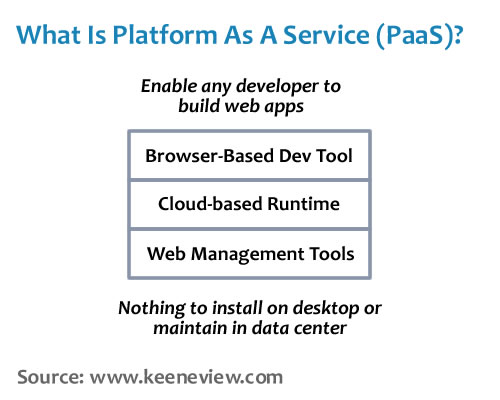 What Is Platform As A Service (PaaS)?
Enable any developer to
build web apps
Browser-Based Dev Tool
Cloud-based Runtime
Web Management Tools
Nothing to install on desktop or
maintain in data center
Source: www.keeneview.com